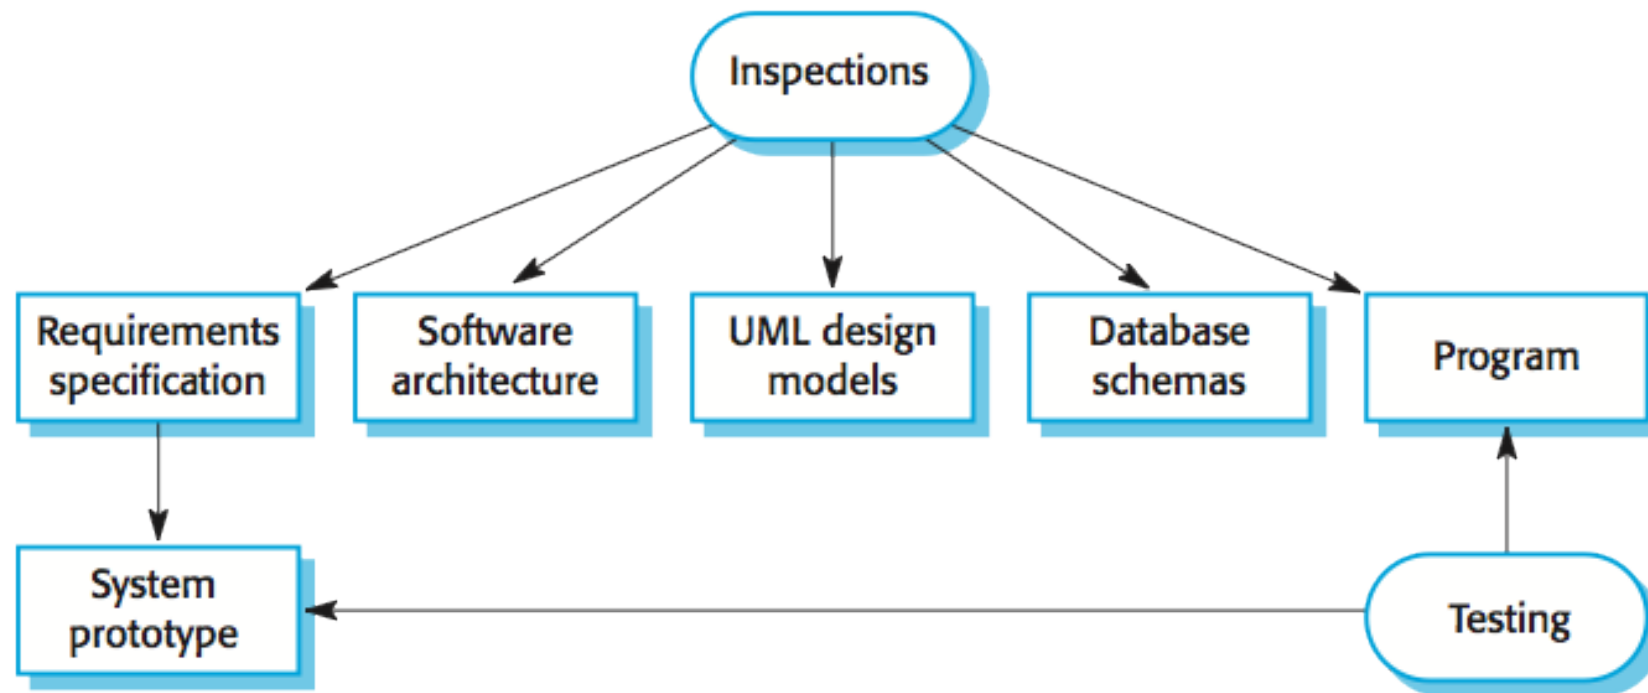 Inspections
Requirements
specification
Software
architecture
UML design
models
Database
schemas
Program
System
prototype
Testing